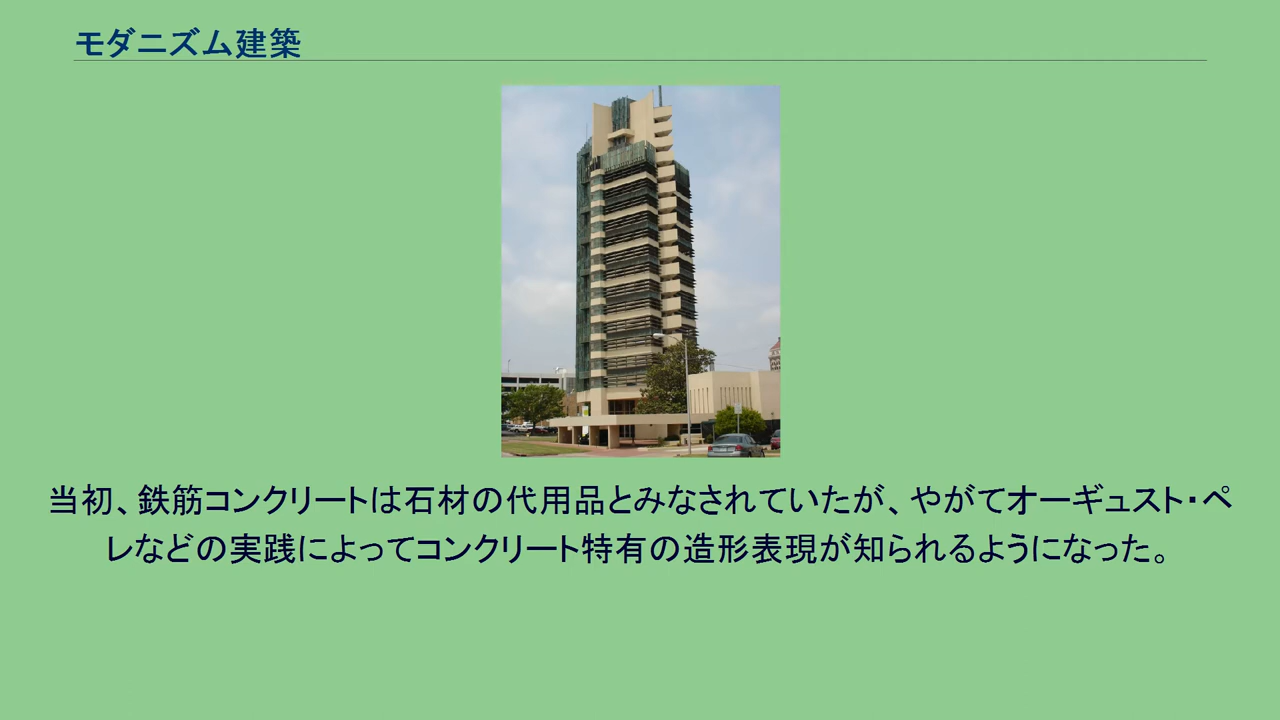 モダニズム建築
当初、鉄筋コンクリートは石材の代用品とみなされていたが、やがてオーギュスト・ペ
レなどの実践によってコンクリート特有の造形表現が知られるようになった。